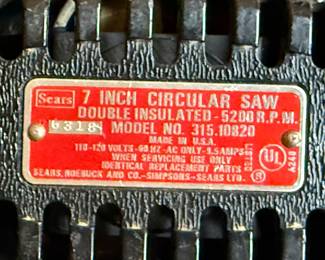 Sears 7 INCH CIRCULAR SAW
DOUBLE INSULATED - 5200 R.P.M.
6318 MODEL NO. 315.10820
MADE IN U.S.A.
110-120 VOLTS - 60 HZ - AC ONLY - 9.5 AMPS
WHEN SERVICING USE ONLY
IDENTICAL REPLACEMENT PARTS
SEARS, ROEBUCK AND CO. - SIMPSONS - SEARS LTD.
UL
®
LISTED